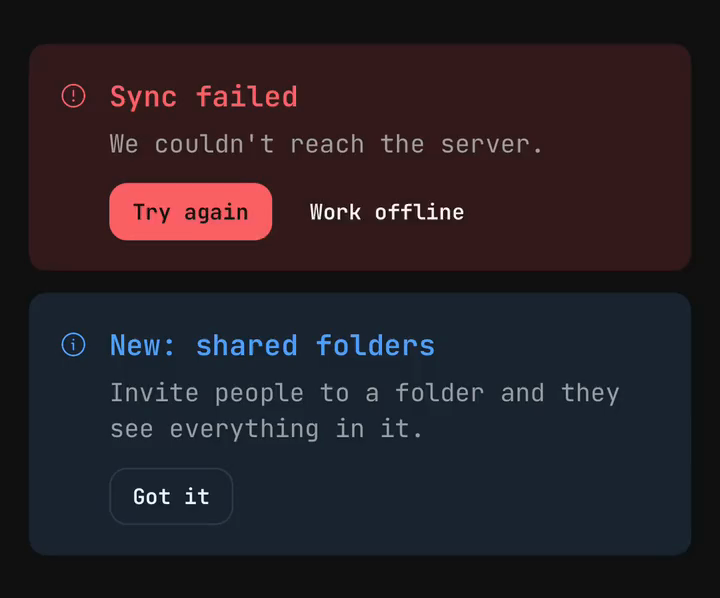 Sync failed
We couldn't reach the server.
Try again
Work offline
New: shared folders
Invite people to a folder and they
see everything in it.
Got it